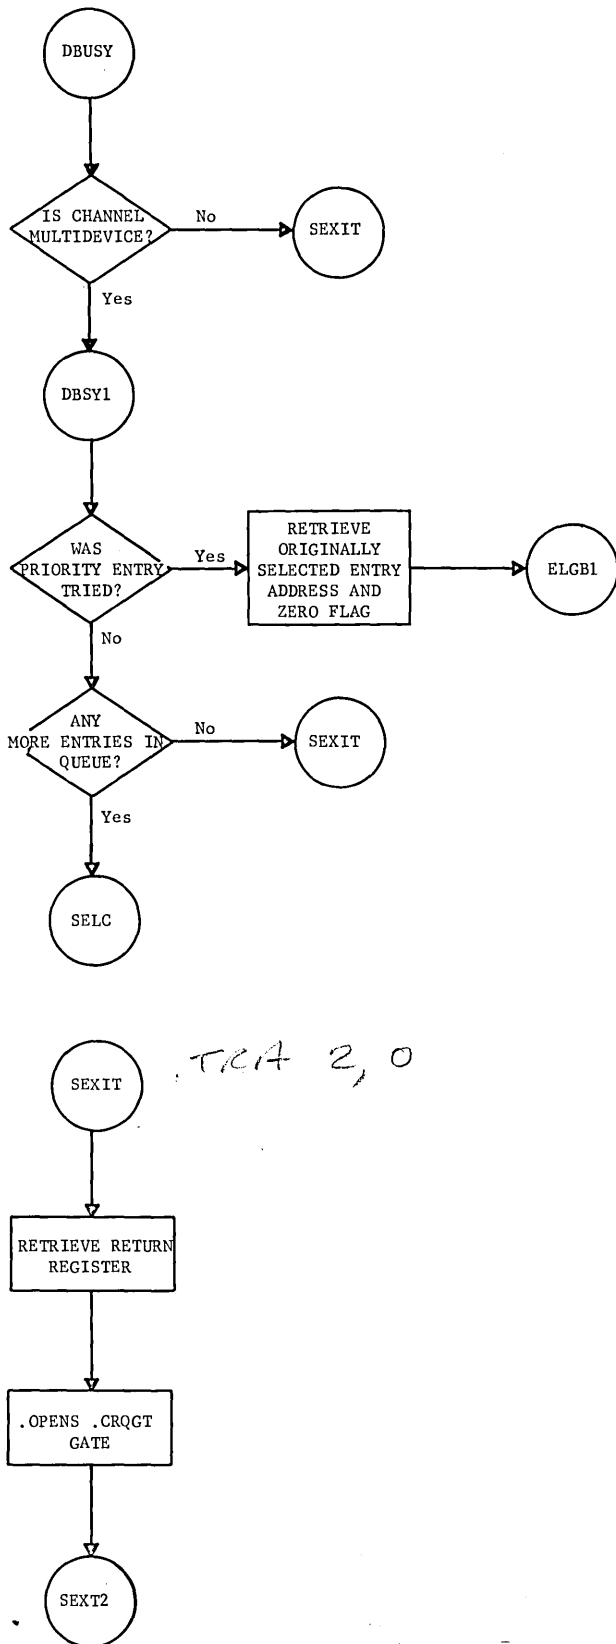 DBUSY
IS CHANNEL
MULTIDEVICE?
No
SEXIT
Yes
DBSY1
WAS
PRIORITY ENTRY
TRIED?
Yes
RETRIEVE
ORIGINALLY
SELECTED ENTRY
ADDRESS AND
ZERO FLAG
ELGB1
No
ANY
MORE ENTRIES IN
QUEUE?
No
SEXIT
Yes
SELC
SEXIT
TRA 2, 0
RETRIEVE RETURN
REGISTER
.OPENS .CRQGT
GATE
SEXT2